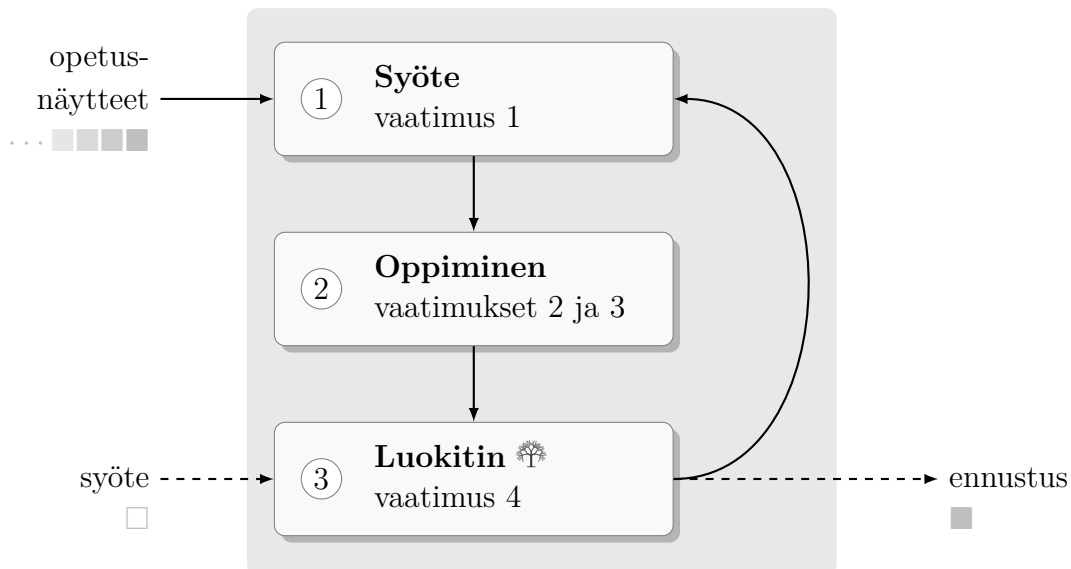 opetus-
näytteet
...
1
Syöte
vaatimus 1
2
Oppiminen
vaatimukset 2 ja 3
3
Luokitin
vaatimus 4
syöte
ennustus